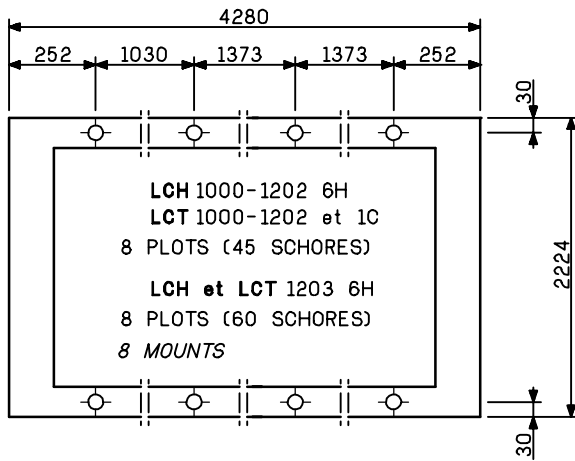 4280
252 1030 1373 1373 252
30
LCH 1000-1202 6H
LCT 1000-1202 et 1C
8 PLOTS (45 SCHORES)
LCH et LCT 1203 6H
8 PLOTS (60 SCHORES)
8 MOUNTS
2224
30